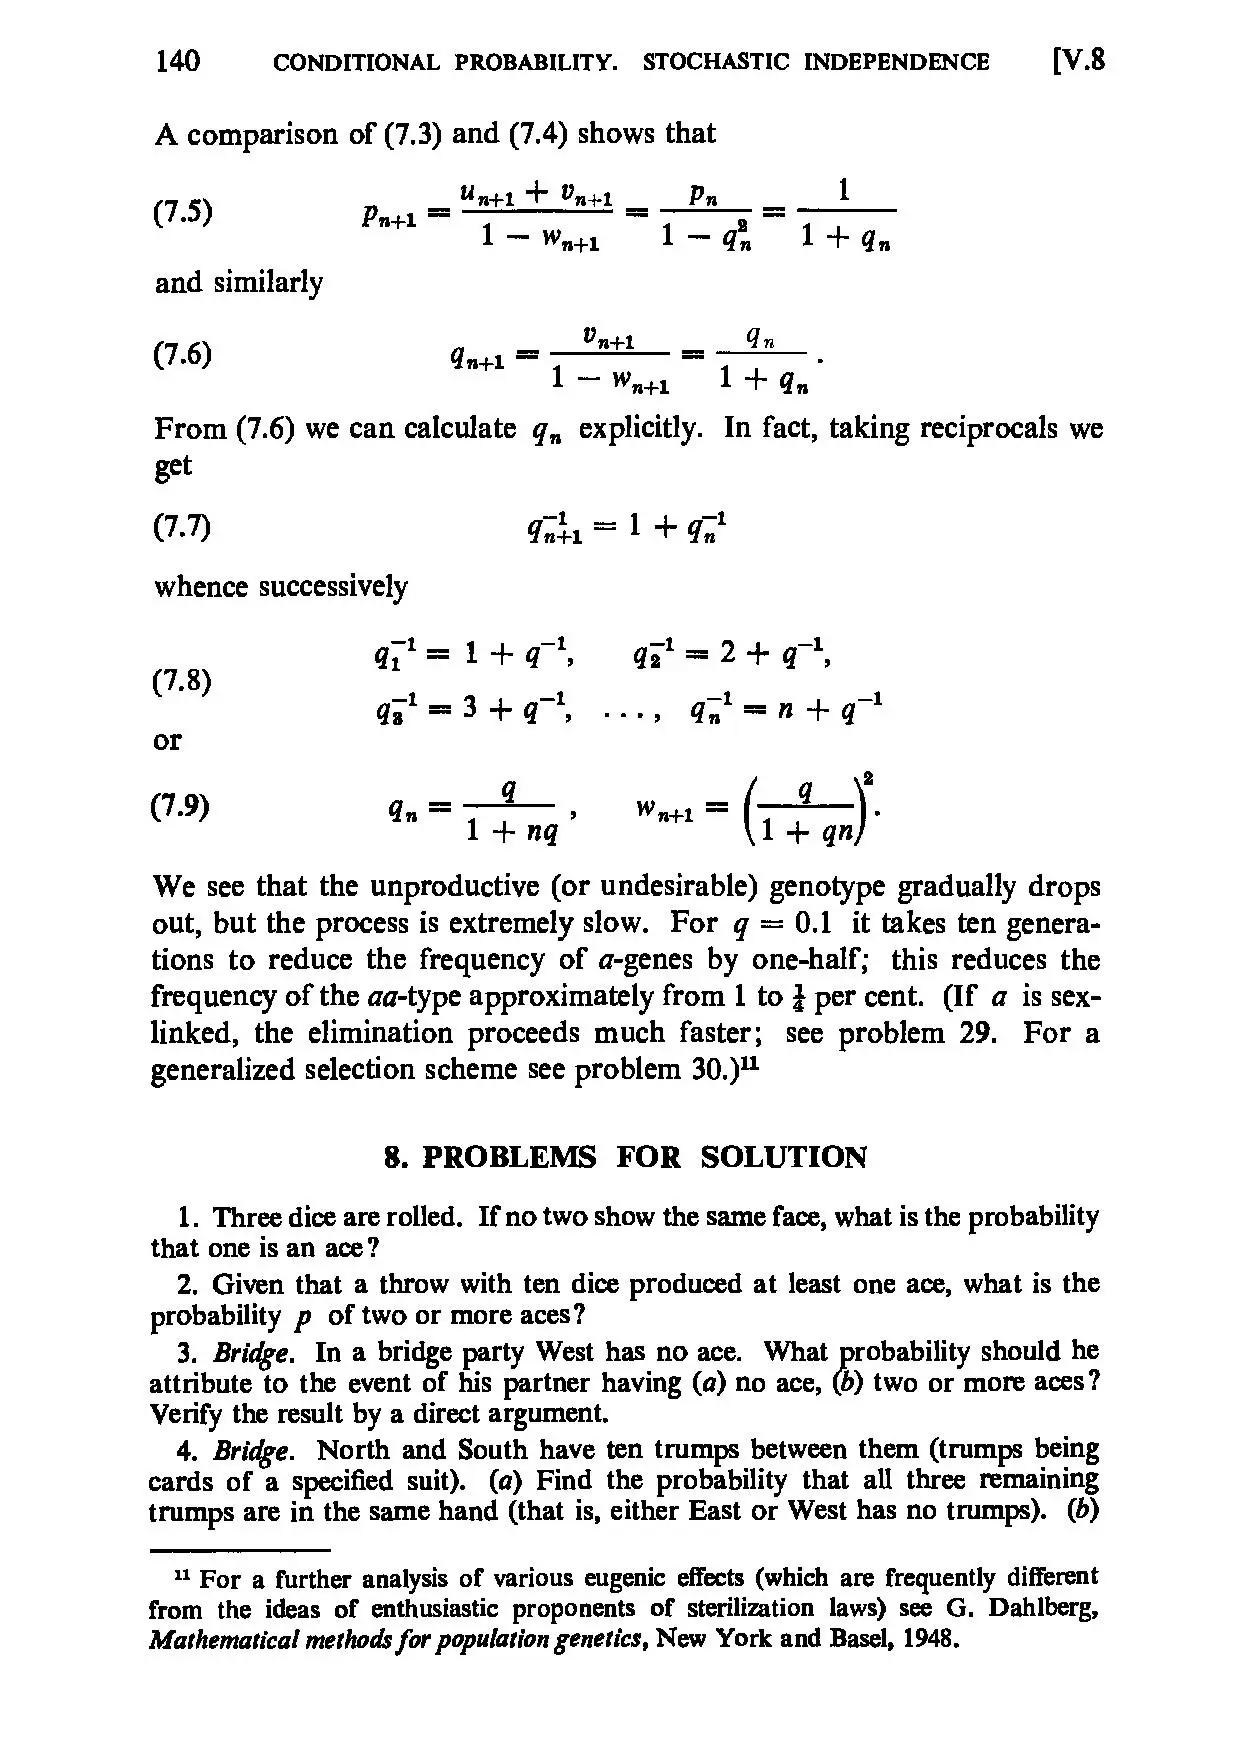 140 CONDITIONAL PROBABILITY. STOCHASTIC INDEPENDENCE [V.8
A comparison of (7.3) and (7.4) shows that
(7.5) p_{n+1} = \frac{u_{n+1} + v_{n+1}}{1 - w_{n+1}} = \frac{p_n}{1 - q_n^2} = \frac{1}{1 + q_n}
and similarly
(7.6) q_{n+1} = \frac{v_{n+1}}{1 - w_{n+1}} = \frac{q_n}{1 + q_n}.
From (7.6) we can calculate q_n explicitly. In fact, taking reciprocals we
get
(7.7) q_{n+1}^{-1} = 1 + q_n^{-1}
whence successively
q_1^{-1} = 1 + q^{-1}, q_2^{-1} = 2 + q^{-1},
(7.8)
q_3^{-1} = 3 + q^{-1}, ..., q_n^{-1} = n + q^{-1}
or
(7.9) q_n = \frac{q}{1 + nq}, w_{n+1} = \left(\frac{q}{1 + qn}\right)^2.
We see that the unproductive (or undesirable) genotype gradually drops
out, but the process is extremely slow. For q = 0.1 it takes ten genera-
tions to reduce the frequency of a-genes by one-half; this reduces the
frequency of the aa-type approximately from 1 to ¼ per cent. (If a is sex-
linked, the elimination proceeds much faster; see problem 29. For a
generalized selection scheme see problem 30.)¹¹
8. PROBLEMS FOR SOLUTION
1. Three dice are rolled. If no two show the same face, what is the probability
that one is an ace?
2. Given that a throw with ten dice produced at least one ace, what is the
probability p of two or more aces?
3. Bridge. In a bridge party West has no ace. What probability should he
attribute to the event of his partner having (a) no ace, (b) two or more aces?
Verify the result by a direct argument.
4. Bridge. North and South have ten trumps between them (trumps being
cards of a specified suit). (a) Find the probability that all three remaining
trumps are in the same hand (that is, either East or West has no trumps). (b)
¹¹ For a further analysis of various eugenic effects (which are frequently different
from the ideas of enthusiastic proponents of sterilization laws) see G. Dahlberg,
Mathematical methods for population genetics, New York and Basel, 1948.